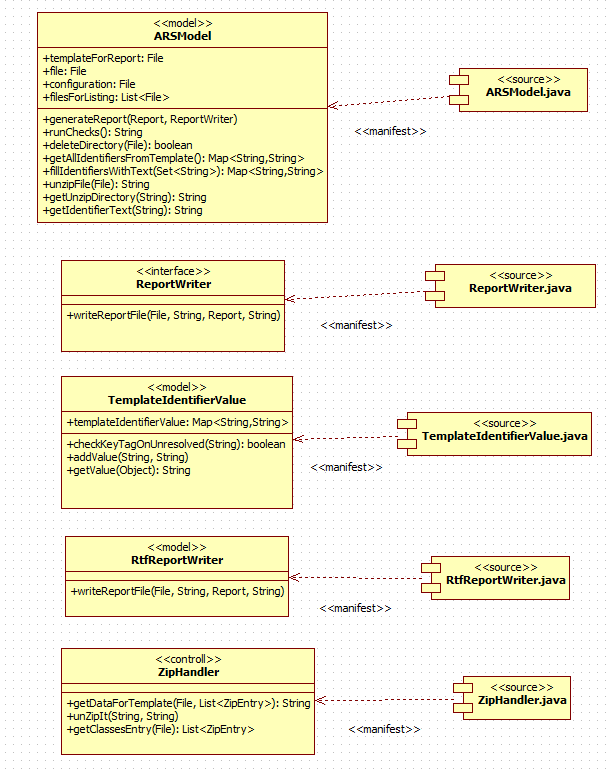 <<model>>
ARSModel
+templateForReport: File
+file: File
+configuration: File
+filesForListing: List<File>
+generateReport(Report, ReportWriter)
+runChecks(): String
+deleteDirectory(File): boolean
+getAllIdentifiersFromTemplate(): Map<String,String>
+fillIdentifiersWithText(Set<String>): Map<String,String>
+unzipFile(File): String
+getUnzipDirectory(String): String
+getIdentifierText(String): String
<<source>>
ARSModel.java
<<manifest>>
<<interface>>
ReportWriter
+writeReportFile(File, String, Report, String)
<<source>>
ReportWriter.java
<<manifest>>
<<model>>
TemplateIdentifierValue
+templateIdentifierValue: Map<String,String>
+checkKeyTagOnUnresolved(String): boolean
+addValue(String, String)
+getValue(Object): String
<<source>>
TemplateIdentifierValue.java
<<manifest>>
<<model>>
RtfReportWriter
+writeReportFile(File, String, Report, String)
<<source>>
RtfReportWriter.java
<<manifest>>
<<controll>>
ZipHandler
+getDataForTemplate(File, List<ZipEntry>): String
+unZipIt(String, String)
+getClassesEntry(File): List<ZipEntry>
<<source>>
ZipHandler.java
<<manifest>>